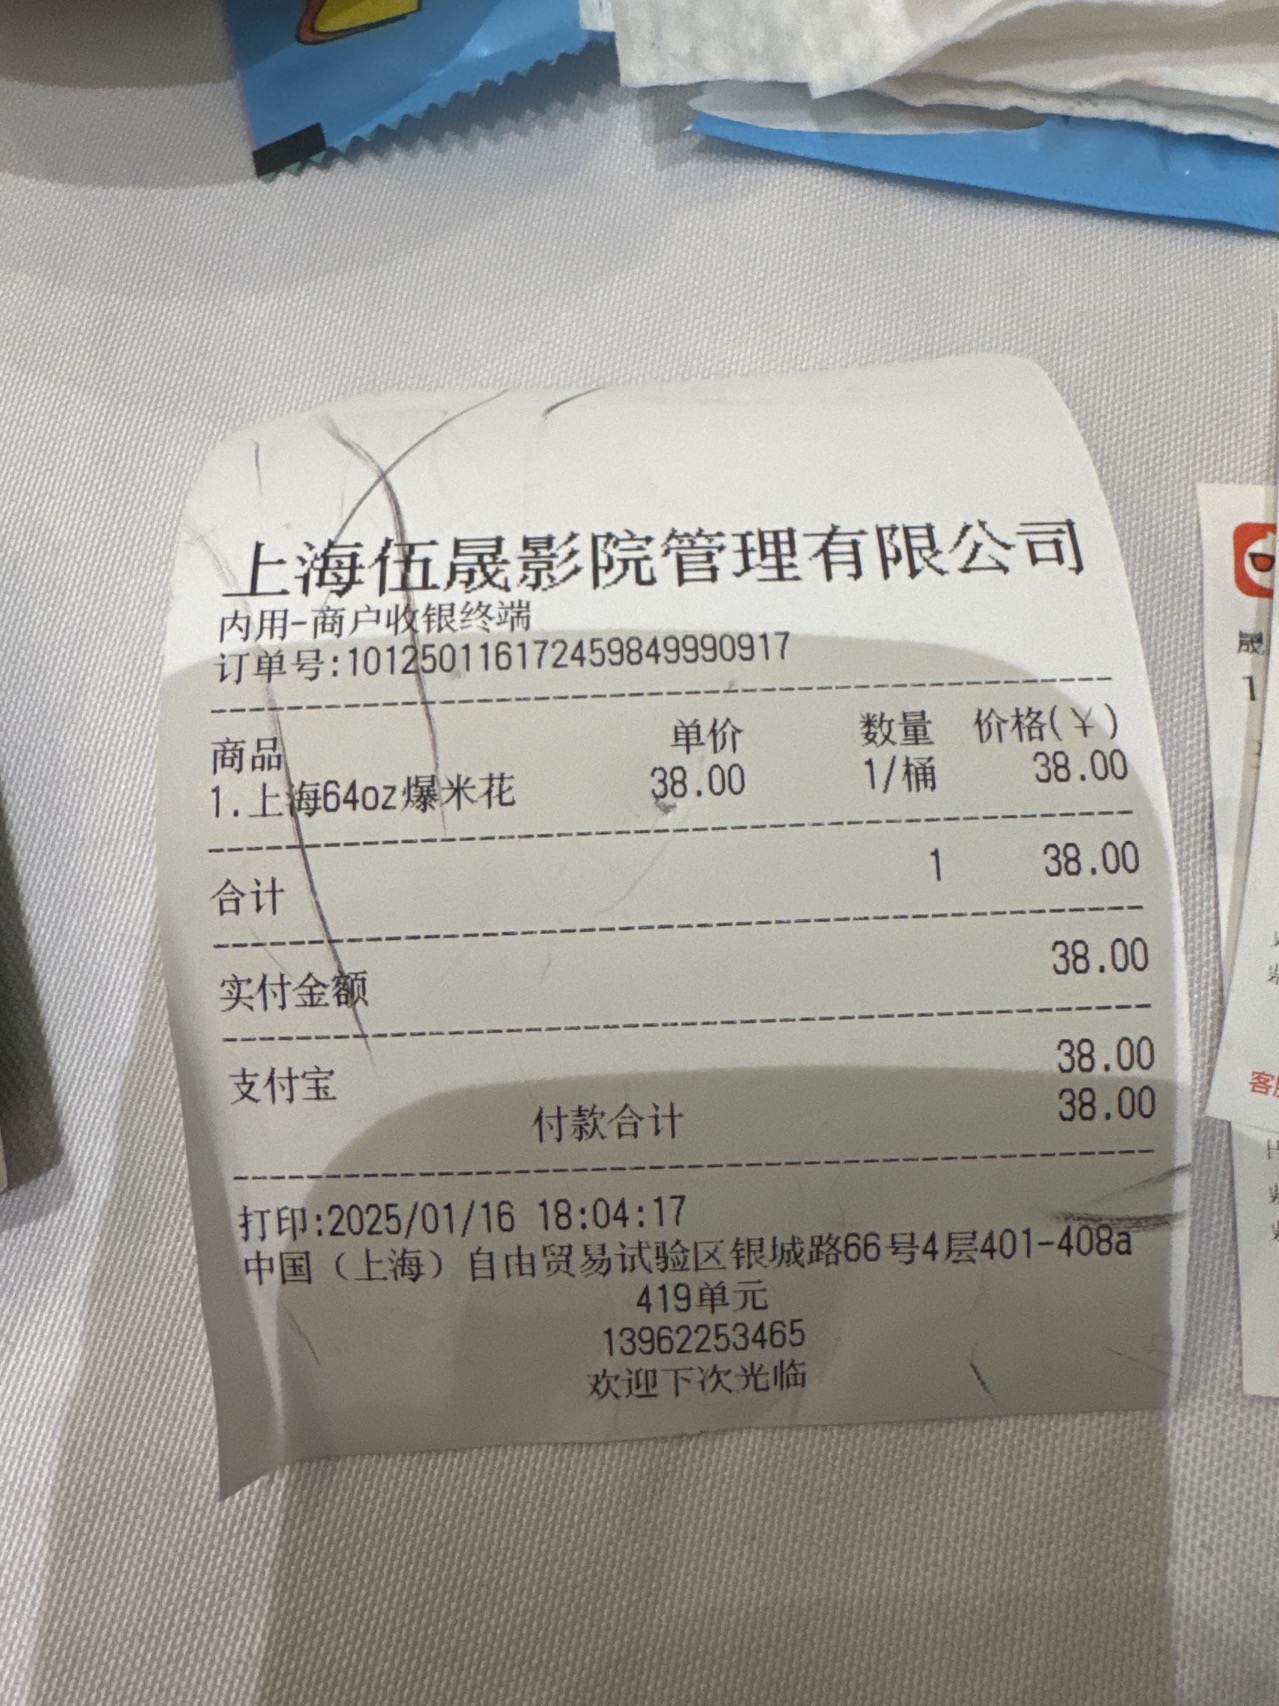 上海伍晟影院管理有限公司
内用-商户收银终端
订单号:101250116172459849990917
商品 单价 数量 价格(¥)
1.上海64oz爆米花 38.00 1/桶 38.00
合计 1 38.00
实付金额 38.00
支付宝 38.00
付款合计 38.00
打印:2025/01/16 18:04:17
中国（上海）自由贸易试验区银城路66号4层401-408a
419单元
13962253465
欢迎下次光临
晟
1